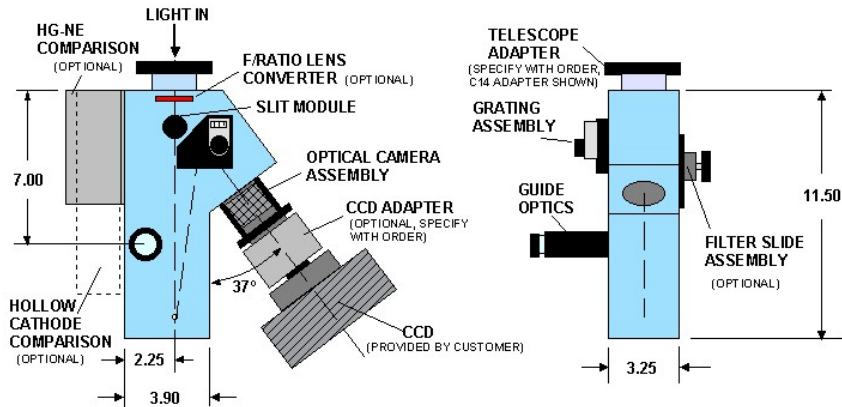 LIGHT IN
HG-NE
COMPARISON
(OPTIONAL)
F/RATIO LENS
CONVERTER (OPTIONAL)
SLIT MODULE
OPTICAL CAMERA
ASSEMBLY
CCD ADAPTER
(OPTIONAL, SPECIFY
WITH ORDER)
7.00
37°
HOLLOW
CATHODE
COMPARISON
(OPTIONAL)
CCD
(PROVIDED BY CUSTOMER)
2.25
3.90
TELESCOPE
ADAPTER
(SPECIFY WITH ORDER,
C14 ADAPTER SHOWN)
GRATING
ASSEMBLY
GUIDE
OPTICS
11.50
FILTER SLIDE
ASSEMBLY
(OPTIONAL)
3.25